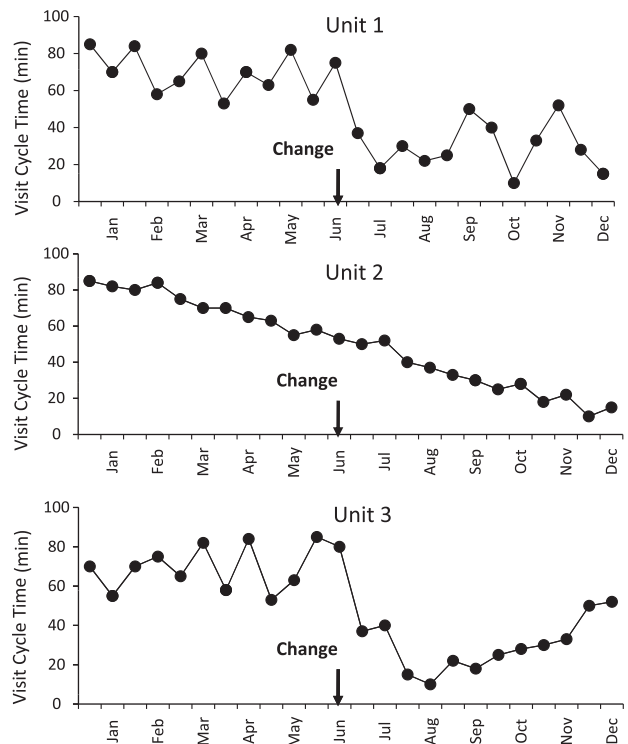 Unit 1
Visit Cycle Time (min)
100
80
60
40
20
0
Change
Jan
Feb
Mar
Apr
May
Jun
Jul
Aug
Sep
Oct
Nov
Dec
Unit 2
Visit Cycle Time (min)
100
80
60
40
20
0
Change
Jan
Feb
Mar
Apr
May
Jun
Jul
Aug
Sep
Oct
Nov
Dec
Unit 3
Visit Cycle Time (min)
100
80
60
40
20
0
Change
Jan
Feb
Mar
Apr
May
Jun
Jul
Aug
Sep
Oct
Nov
Dec